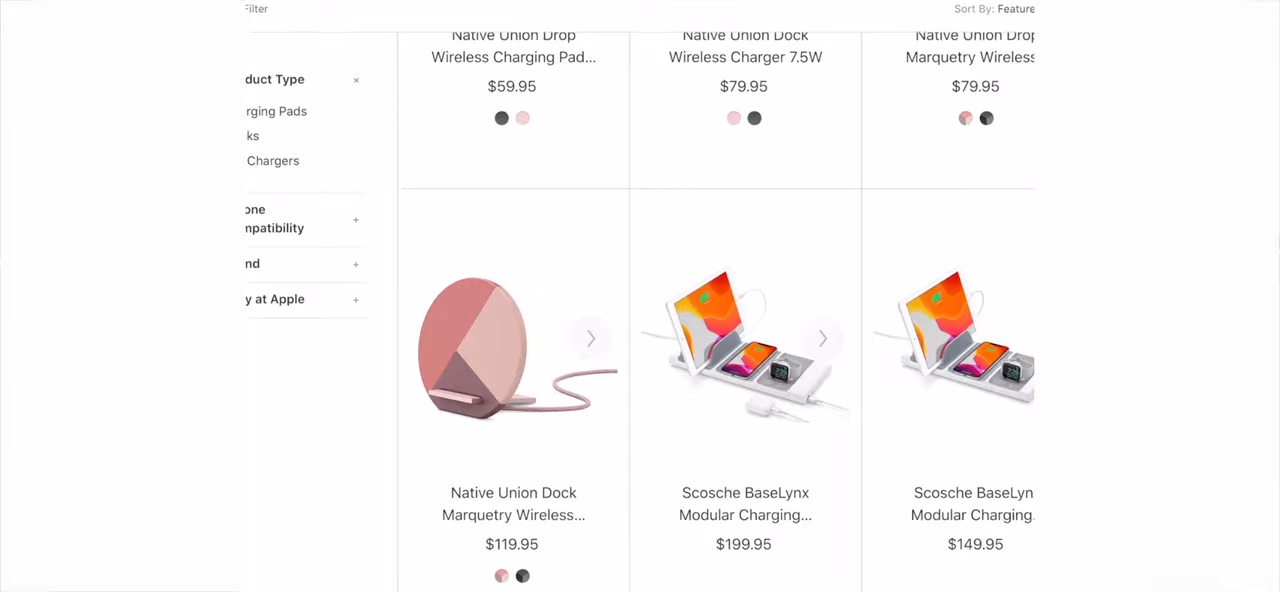 Filter
Sort By: Feature
duct Type
rging Pads
ks
Chargers
one
mpatibility
nd
y at Apple
Native Union Drop
Wireless Charging Pad...
$59.95
Native Union Dock
Wireless Charger 7.5W
$79.95
Native Union Drop
Marquetry Wireless
$79.95
Native Union Dock
Marquetry Wireless...
$119.95
Scosche BaseLynx
Modular Charging...
$199.95
Scosche BaseLyn
Modular Charging.
$149.95